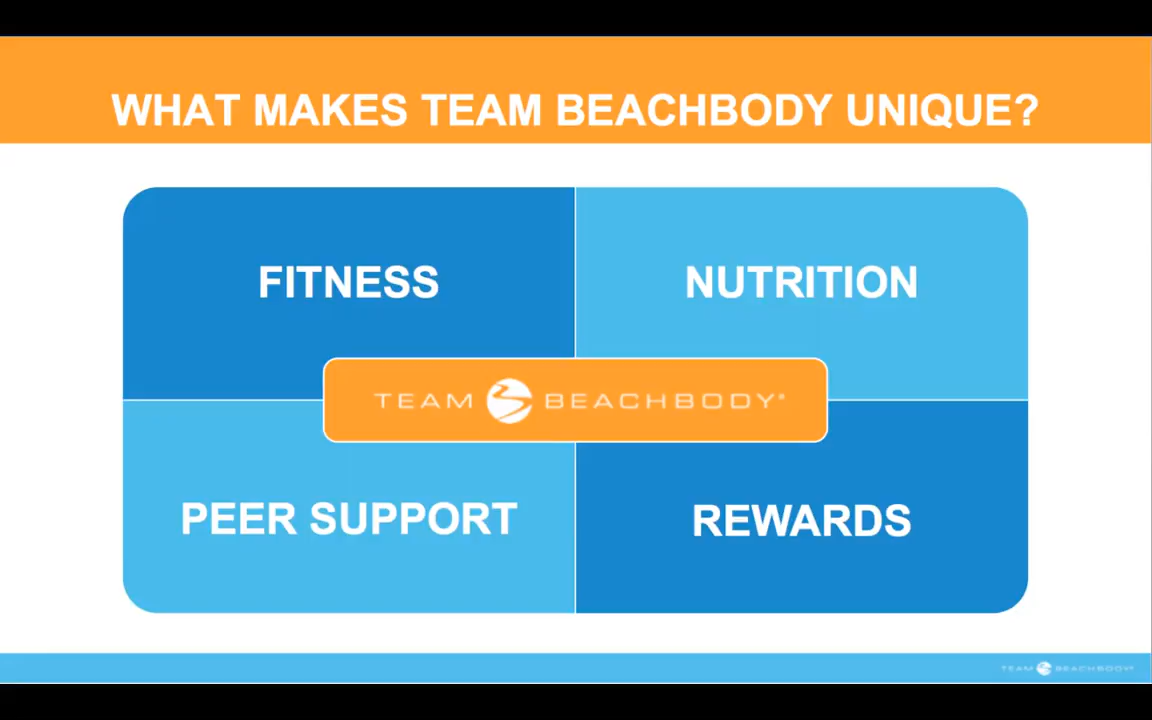 WHAT MAKES TEAM BEACHBODY UNIQUE?
FITNESS
NUTRITION
TEAM BEACHBODY®
PEER SUPPORT
REWARDS
TEAM BEACHBODY®